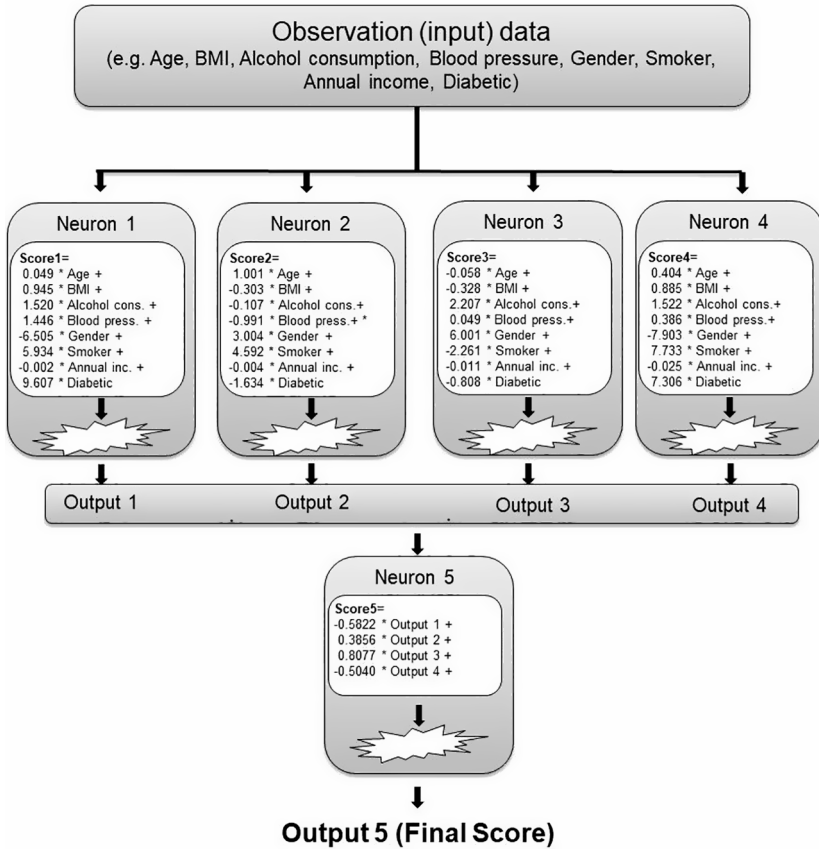 Observation (input) data
(e.g. Age, BMI, Alcohol consumption, Blood pressure, Gender, Smoker,
Annual income, Diabetic)
Neuron 1
Score1=
0.049 * Age +
0.945 * BMI +
1.520 * Alcohol cons. +
1.446 * Blood press. +
-6.505 * Gender +
5.934 * Smoker +
-0.002 * Annual inc. +
9.607 * Diabetic
Neuron 2
Score2=
1.001 * Age +
-0.303 * BMI +
-0.107 * Alcohol cons.+
-0.991 * Blood press.+ *
3.004 * Gender +
4.592 * Smoker +
-0.004 * Annual inc. +
-1.634 * Diabetic
Neuron 3
Score3=
-0.058 * Age +
-0.328 * BMI +
2.207 * Alcohol cons.+
0.049 * Blood press.+
6.001 * Gender +
-2.261 * Smoker +
-0.011 * Annual inc. +
-0.808 * Diabetic
Neuron 4
Score4=
0.404 * Age +
0.885 * BMI +
1.522 * Alcohol cons.+
0.386 * Blood press.+
-7.903 * Gender +
7.733 * Smoker +
-0.025 * Annual inc. +
7.306 * Diabetic
Output 1 Output 2 Output 3 Output 4
Neuron 5
Score5=
-0.5822 * Output 1 +
0.3856 * Output 2 +
0.8077 * Output 3 +
-0.5040 * Output 4 +
Output 5 (Final Score)